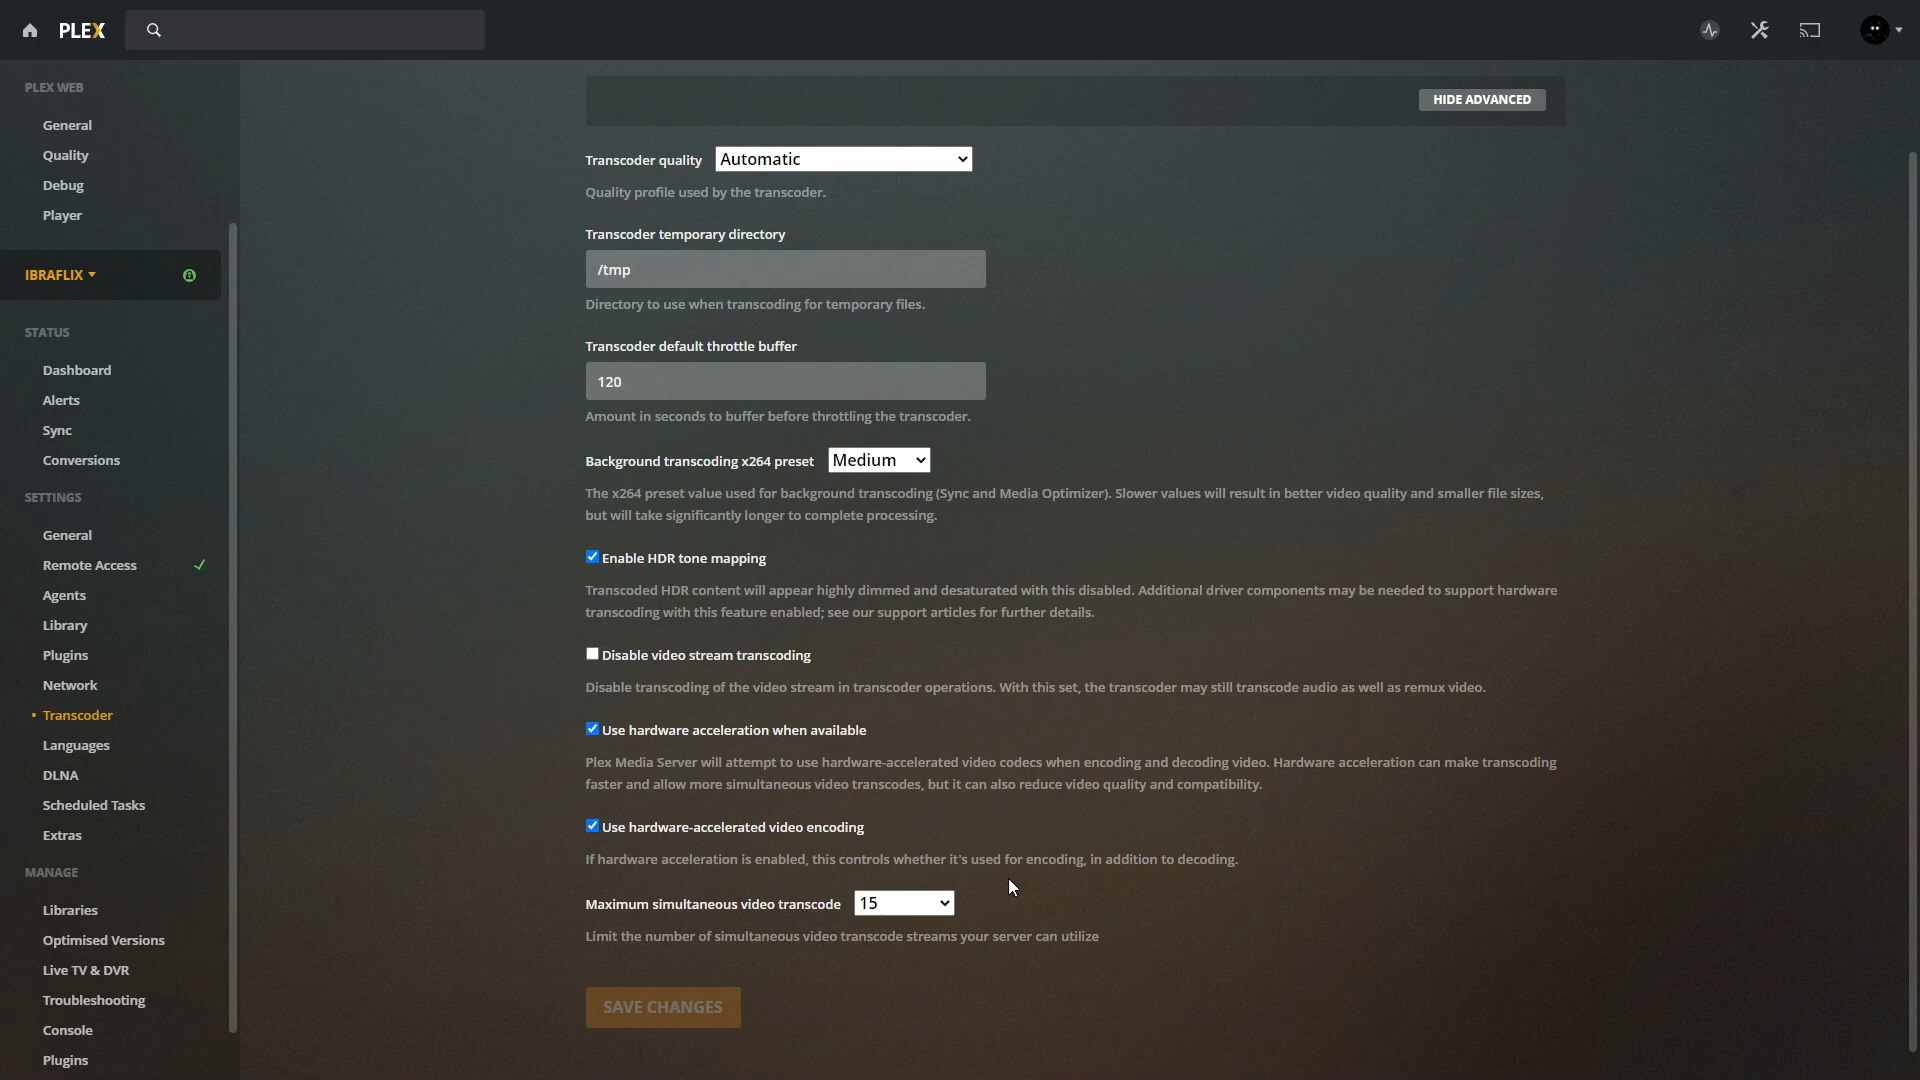 PLEX
PLEX WEB
General
Quality
Debug
Player
IBRAFLIX
STATUS
Dashboard
Alerts
Sync
Conversions
SETTINGS
General
Remote Access
Agents
Library
Plugins
Network
Transcoder
Languages
DLNA
Scheduled Tasks
Extras
MANAGE
Libraries
Optimised Versions
Live TV & DVR
Troubleshooting
Console
Plugins
HIDE ADVANCED
Transcoder quality Automatic
Quality profile used by the transcoder.
Transcoder temporary directory
/tmp
Directory to use when transcoding for temporary files.
Transcoder default throttle buffer
120
Amount in seconds to buffer before throttling the transcoder.
Background transcoding x264 preset Medium
The x264 preset value used for background transcoding (Sync and Media Optimizer). Slower values will result in better video quality and smaller file sizes,
but will take significantly longer to complete processing.
Enable HDR tone mapping
Transcoded HDR content will appear highly dimmed and desaturated with this disabled. Additional driver components may be needed to support hardware
transcoding with this feature enabled; see our support articles for further details.
Disable video stream transcoding
Disable transcoding of the video stream in transcoder operations. With this set, the transcoder may still transcode audio as well as remux video.
Use hardware acceleration when available
Plex Media Server will attempt to use hardware-accelerated video codecs when encoding and decoding video. Hardware acceleration can make transcoding
faster and allow more simultaneous video transcodes, but it can also reduce video quality and compatibility.
Use hardware-accelerated video encoding
If hardware acceleration is enabled, this controls whether it's used for encoding, in addition to decoding.
Maximum simultaneous video transcode 15
Limit the number of simultaneous video transcode streams your server can utilize
SAVE CHANGES